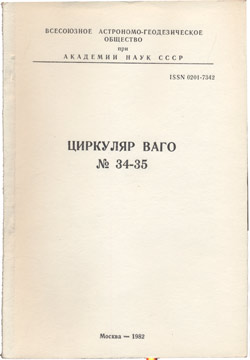 ВСЕСОЮЗНОЕ АСТРОНОМО-ГЕОДЕЗИЧЕСКОЕ
ОБЩЕСТВО
при
АКАДЕМИИ НАУК СССР
ISSN 0201-7342
ЦИРКУЛЯР ВАГО
№ 34-35
Москва — 1982